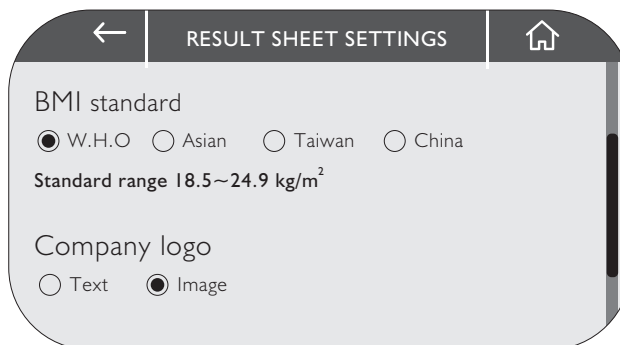 RESULT SHEET SETTINGS
BMI standard
W.H.O Asian Taiwan China
Standard range 18.5~24.9 kg/m²
Company logo
Text Image